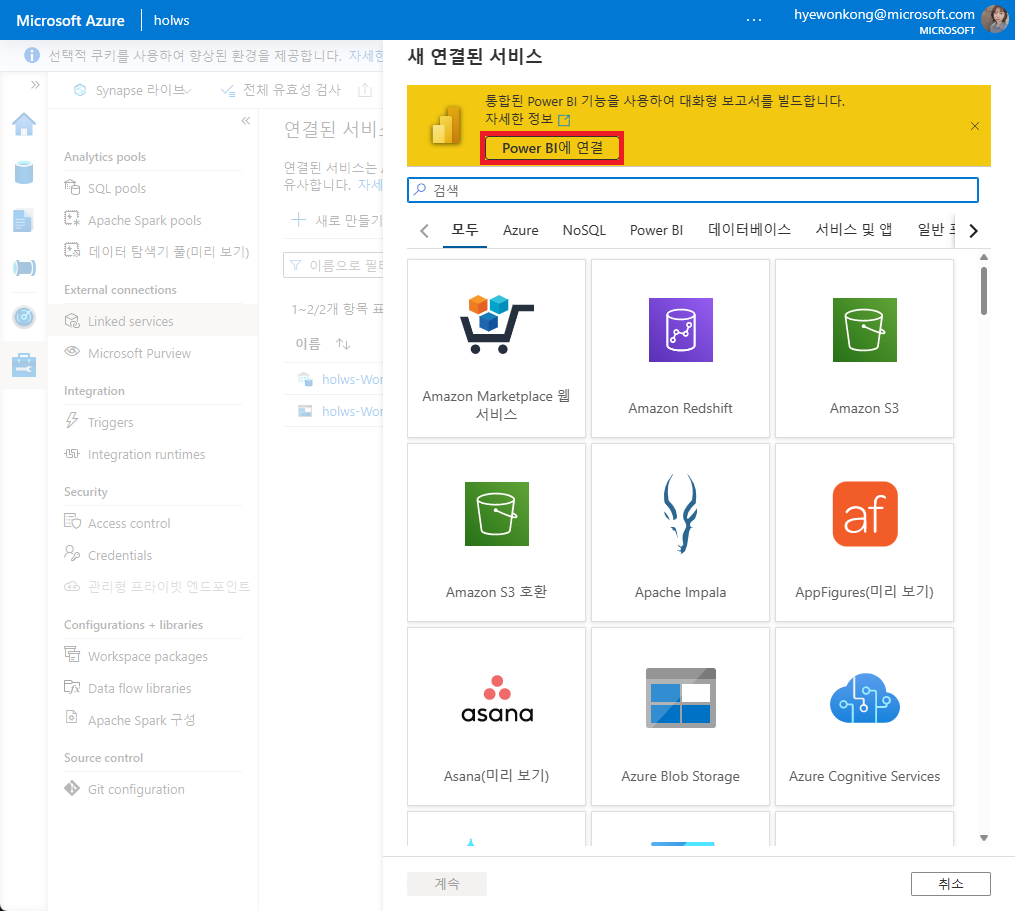 Microsoft Azure
holws
...
hyewonkong@microsoft.com
MICROSOFT
선택적 쿠키를 사용하여 향상된 환경을 제공합니다. 자세한
Synapse 라이브
전체 유효성 검사
Analytics pools
SQL pools
Apache Spark pools
데이터 탐색기 풀(미리 보기)
External connections
Linked services
Microsoft Purview
Integration
Triggers
Integration runtimes
Security
Access control
Credentials
관리형 프라이빗 엔드포인트
Configurations + libraries
Workspace packages
Data flow libraries
Apache Spark 구성
Source control
Git configuration
연결된 서비스
연결된 서비스는
유사합니다. 자세
새로 만들기
이름으로 필터
1~2/2개 항목 표
이름
holws-Wor
holws-Wor
새 연결된 서비스
통합된 Power BI 기능을 사용하여 대화형 보고서를 빌드합니다.
자세한 정보
Power BI에 연결
검색
모두
Azure
NoSQL
Power BI
데이터베이스
서비스 및 앱
일반
Amazon Marketplace 웹
서비스
Amazon Redshift
Amazon S3
Amazon S3 호환
Apache Impala
af
AppFigures(미리 보기)
asana
Asana(미리 보기)
Azure Blob Storage
Azure Cognitive Services
계속
취소